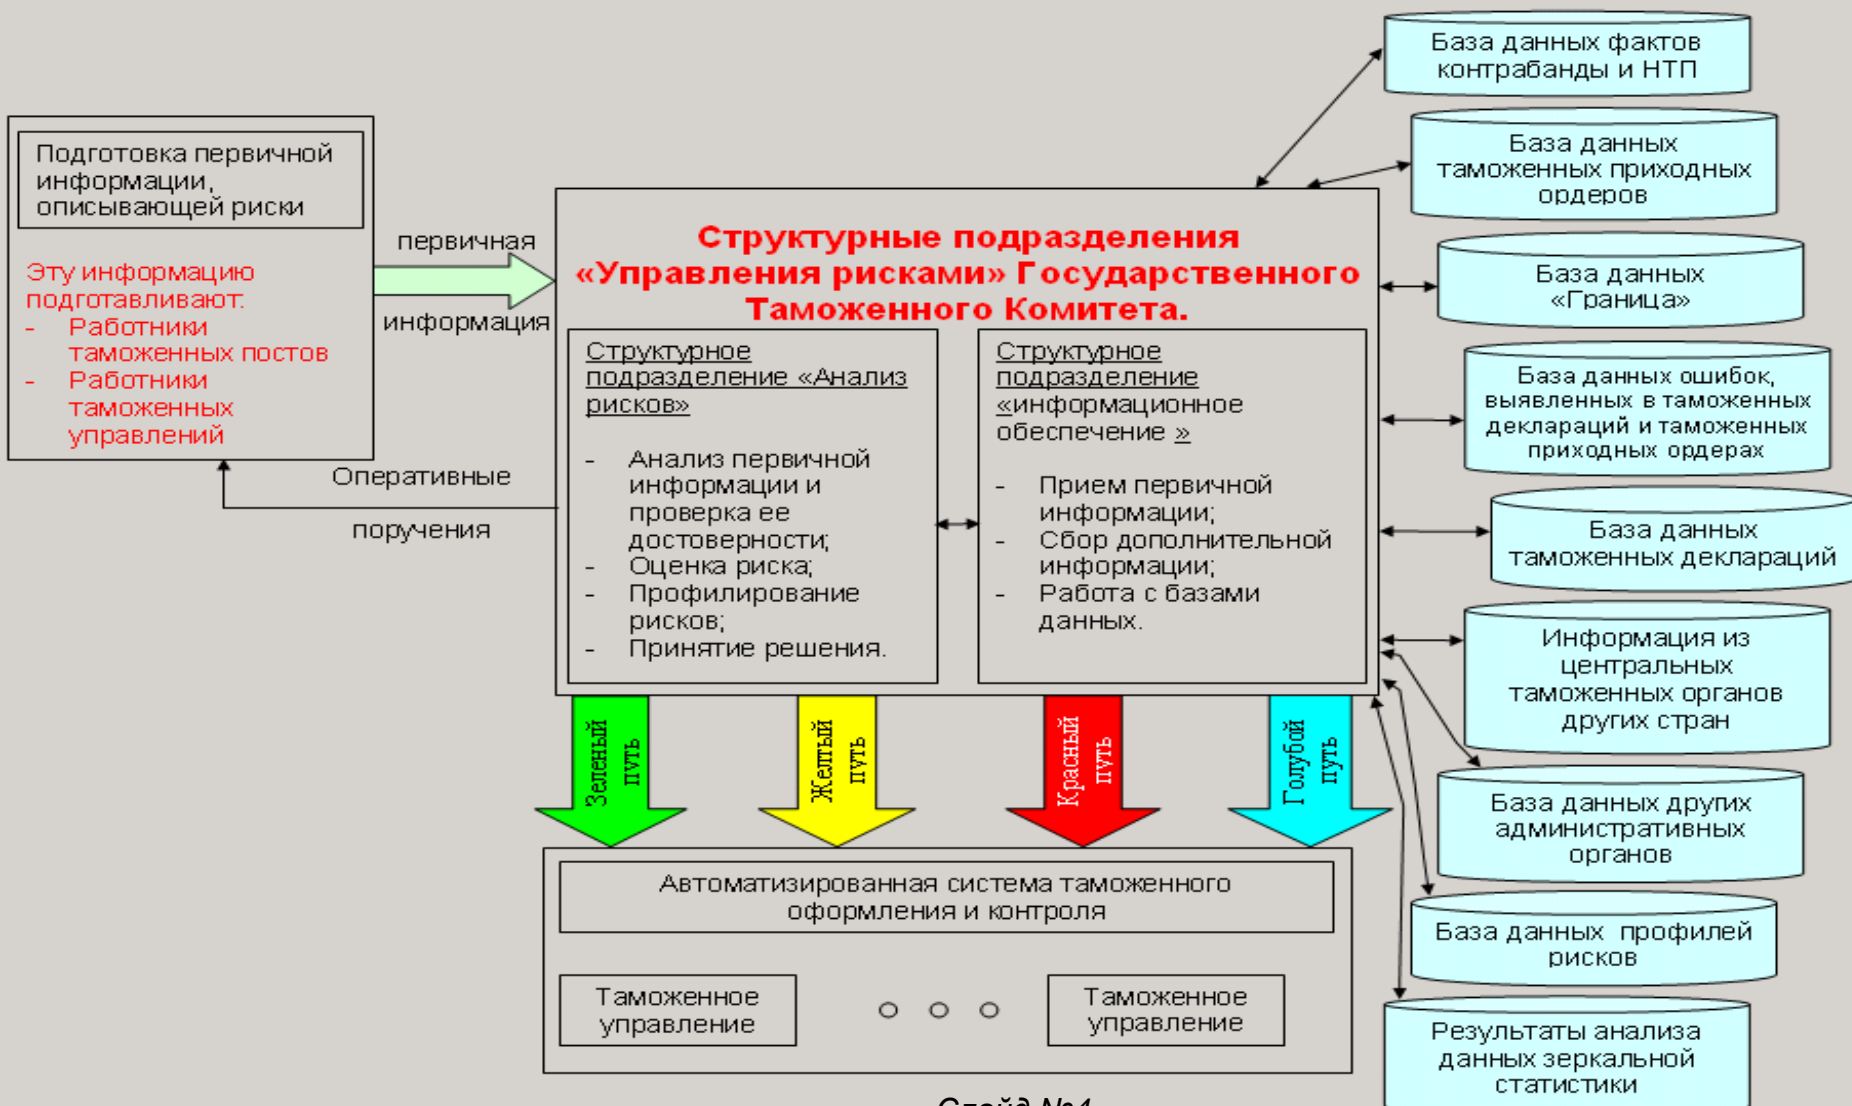 Подготовка первичной
информации,
описывающей риски
Эту информацию
подготавливают:
- Работники
таможенных постов
- Работники
таможенных
управлений
первичная
информация
Оперативные
поручения
Структурные подразделения
«Управления рисками» Государственного
Таможенного Комитета.
Структурное
подразделение «Анализ
рисков»
- Анализ первичной
информации и
проверка ее
достоверности;
- Оценка риска;
- Профилирование
рисков;
- Принятие решения.
Структурное
подразделение
«информационное
обеспечение »
- Прием первичной
информации;
- Сбор дополнительной
информации;
- Работа с базами
данных.
Зеленый
путь
Желтый
путь
Красный
путь
Голубой
путь
Автоматизированная система таможенного
оформления и контроля
Таможенное
управление
Таможенное
управление
База данных фактов
контрабанды и НТП
База данных
таможенных приходных
ордеров
База данных
«Граница»
База данных ошибок,
выявленных в таможенных
деклараций и таможенных
приходных ордерах
База данных
таможенных деклараций
Информация из
центральных
таможенных органов
других стран
База данных других
административных
органов
База данных профилей
рисков
Результаты анализа
данных зеркальной
статистики
Слайд №4